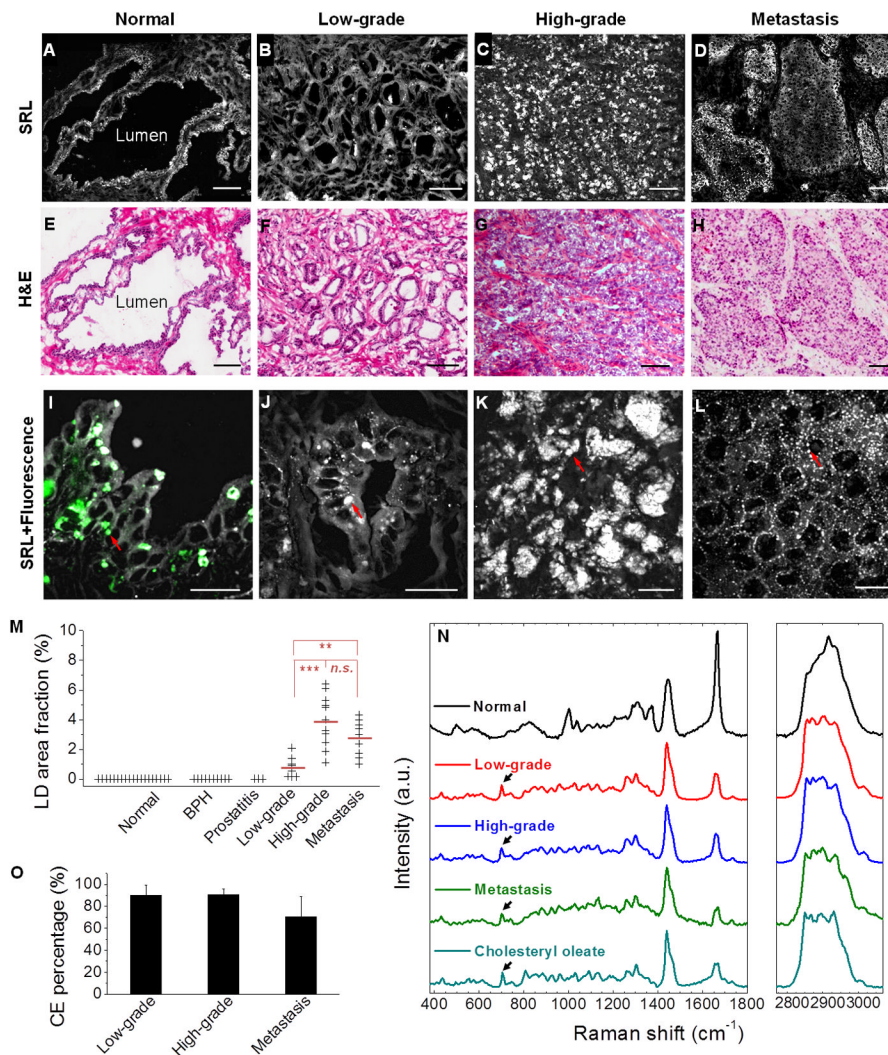 Normal
Low-grade
High-grade
Metastasis
SRL
A
Lumen
B
C
D
H&E
E
Lumen
F
G
H
SRL+Fluorescence
I
J
K
L
M
LD area fraction (%)
10
8
6
4
2
0
**
*** n.s.
Normal
BPH
Prostatitis
Low-grade
High-grade
Metastasis
N
Intensity (a.u.)
Normal
Low-grade
High-grade
Metastasis
Cholesteryl oleate
400 600 800 1000 1200 1400 1600 1800
2800 2900 3000
Raman shift (cm⁻¹)
O
CE percentage (%)
100
80
60
40
20
0
Low-grade
High-grade
Metastasis